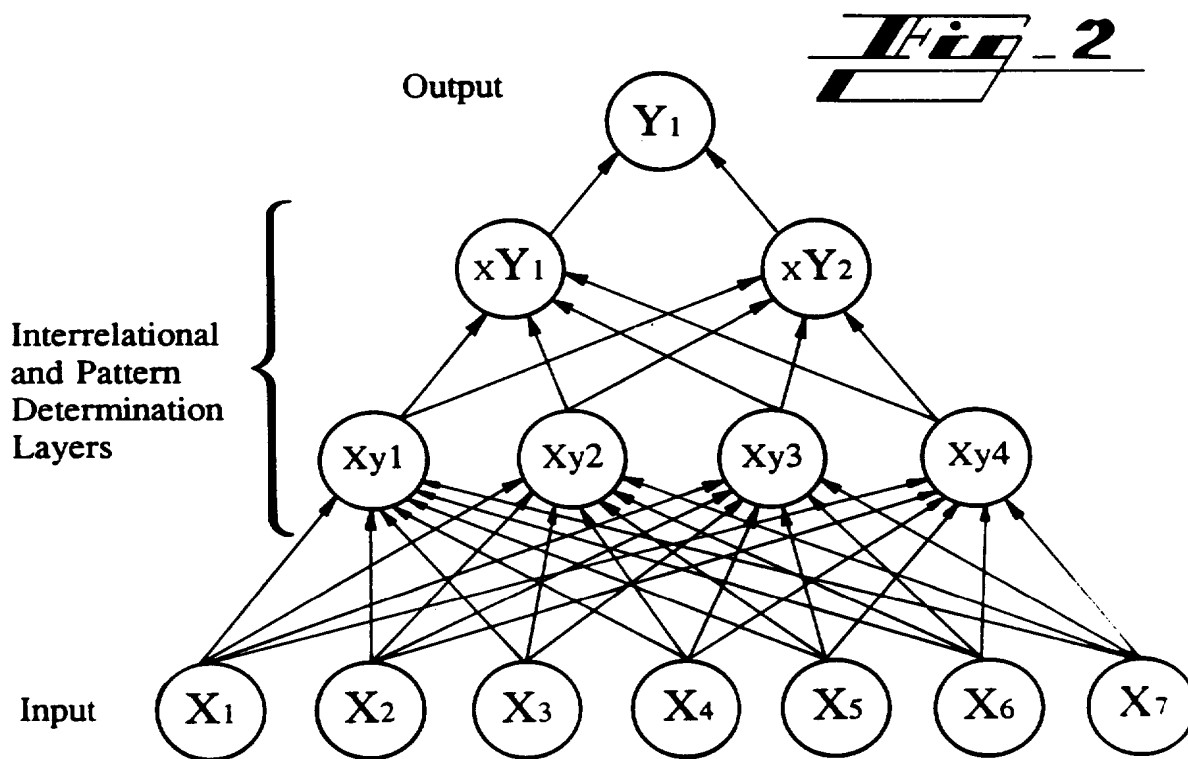 Fig_2
Output
Y1
xY1 xY2
Interrelational
and Pattern
Determination
Layers
Xy1 Xy2 Xy3 Xy4
Input X1 X2 X3 X4 X5 X6 X7